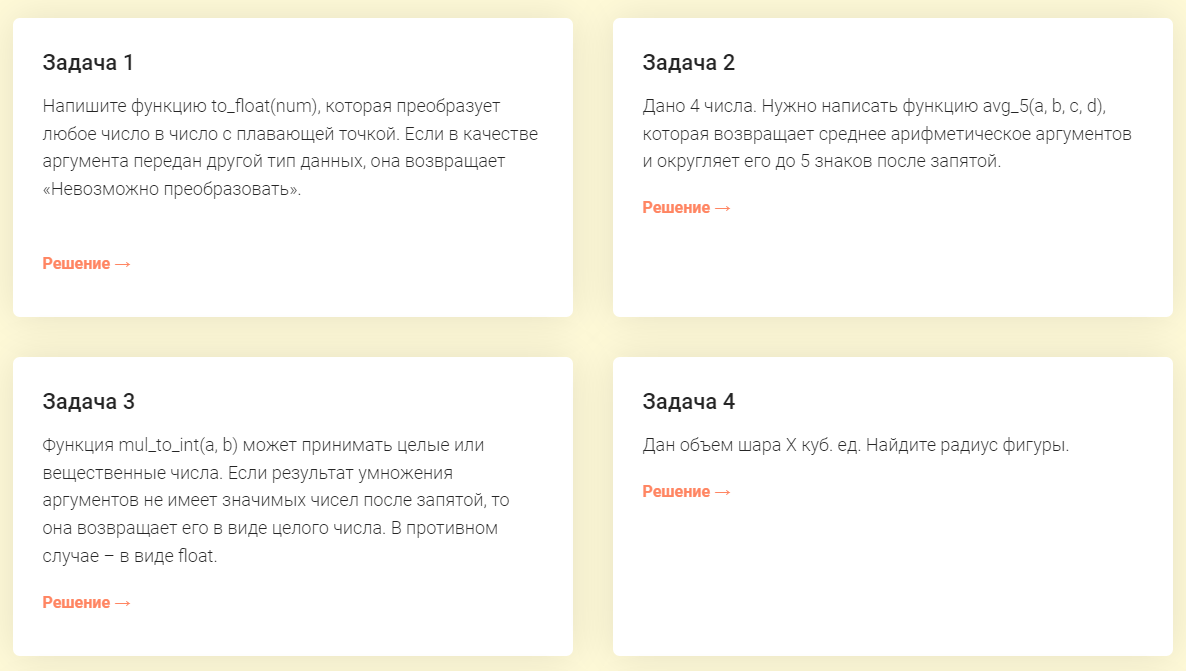 Задача 1
Напишите функцию to_float(num), которая преобразует
любое число в число с плавающей точкой. Если в качестве
аргумента передан другой тип данных, она возвращает
«Невозможно преобразовать».
Решение →
Задача 2
Дано 4 числа. Нужно написать функцию avg_5(a, b, c, d),
которая возвращает среднее арифметическое аргументов
и округляет его до 5 знаков после запятой.
Решение →
Задача 3
Функция mul_to_int(a, b) может принимать целые или
вещественные числа. Если результат умножения
аргументов не имеет значимых чисел после запятой, то
она возвращает его в виде целого числа. В противном
случае – в виде float.
Решение →
Задача 4
Дан объем шара X куб. ед. Найдите радиус фигуры.
Решение →